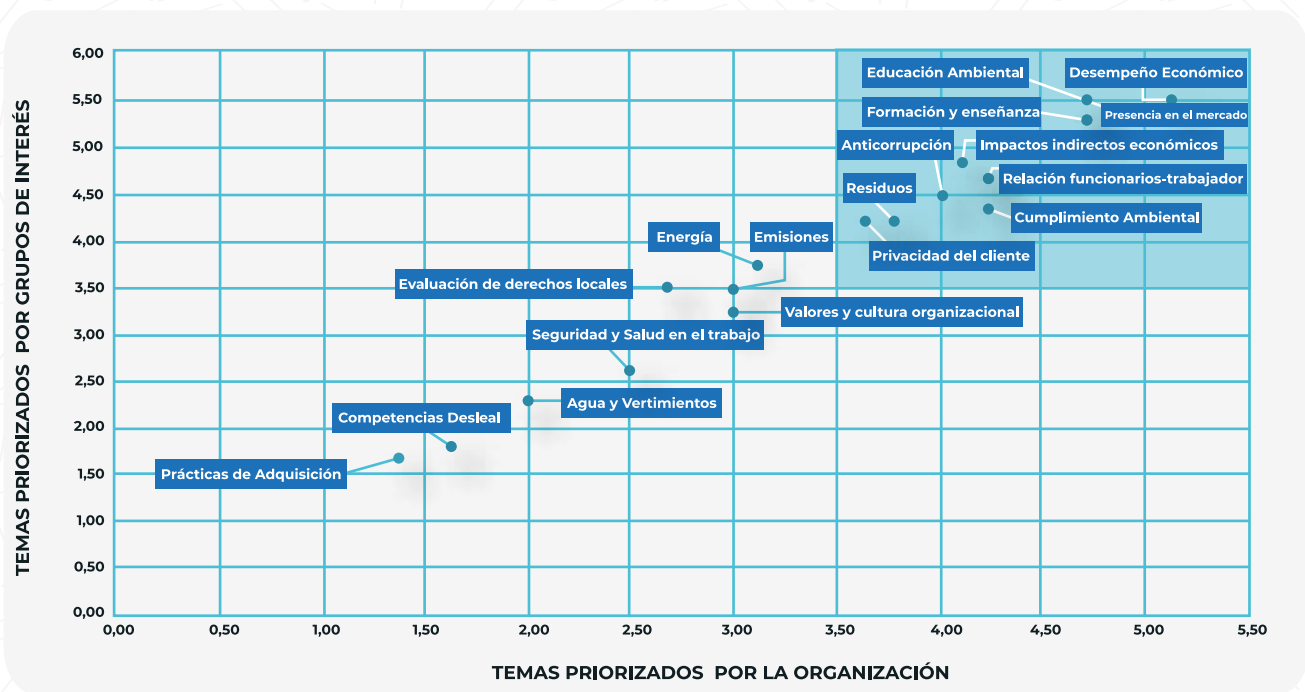 TEMAS PRIORIZADOS POR GRUPOS DE INTERÉS
6,00
5,50
5,00
4,50
4,00
3,50
3,00
2,50
2,00
1,50
1,00
0,50
0,00
Educación Ambiental
Desempeño Económico
Formación y enseñanza
Presencia en el mercado
Anticorrupción
Impactos indirectos económicos
Relación funcionarios-trabajador
Residuos
Cumplimiento Ambiental
Energía
Emisiones
Privacidad del cliente
Evaluación de derechos locales
Valores y cultura organizacional
Seguridad y Salud en el trabajo
Agua y Vertimientos
Competencias Desleal
Prácticas de Adquisición
0,00
0,50
1,00
1,50
2,00
2,50
3,00
3,50
4,00
4,50
5,00
5,50
TEMAS PRIORIZADOS POR LA ORGANIZACIÓN